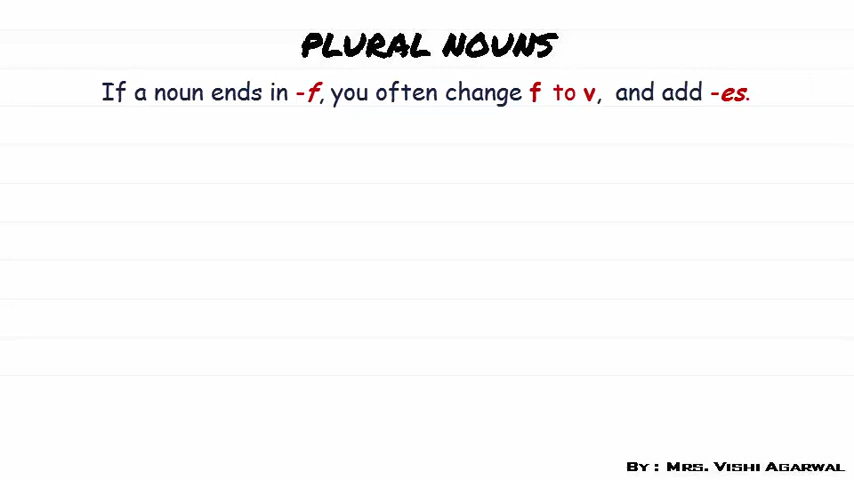 PLURAL NOUNS
If a noun ends in -f, you often change f to v, and add -es.
By : Mrs. Vishi Agarwal